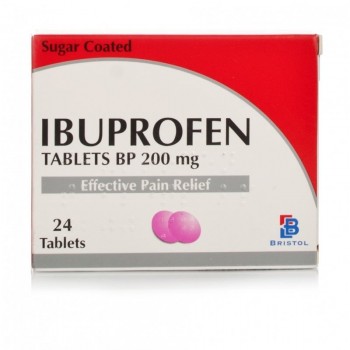 Sugar Coated
IBUPROFEN
TABLETS BP 200 mg
Effective Pain Relief
24
Tablets
B
BRISTOL